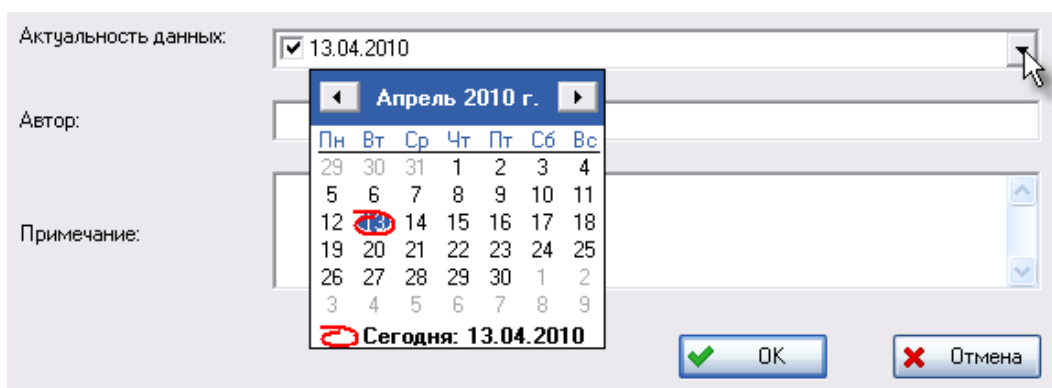 Актуальность данных:
13.04.2010
Апрель 2010 г.
Пн Вт Ср Чт Пт Сб Вс
29 30 31 1 2 3 4
Автор:
5 6 7 8 9 10 11
12 13 14 15 16 17 18
Примечание:
19 20 21 22 23 24 25
26 27 28 29 30 1 2
3 4 5 6 7 8 9
Сегодня: 13.04.2010
OK
Отмена